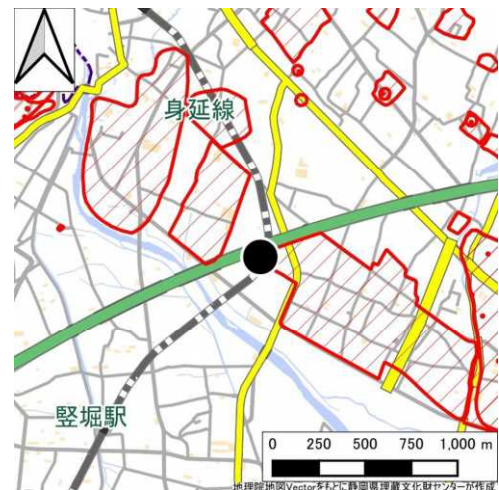 身延線
竪堀駅
0 250 500 750 1,000 m
地理院地図Vectorをもとに静岡県埋蔵文化財センターが作成